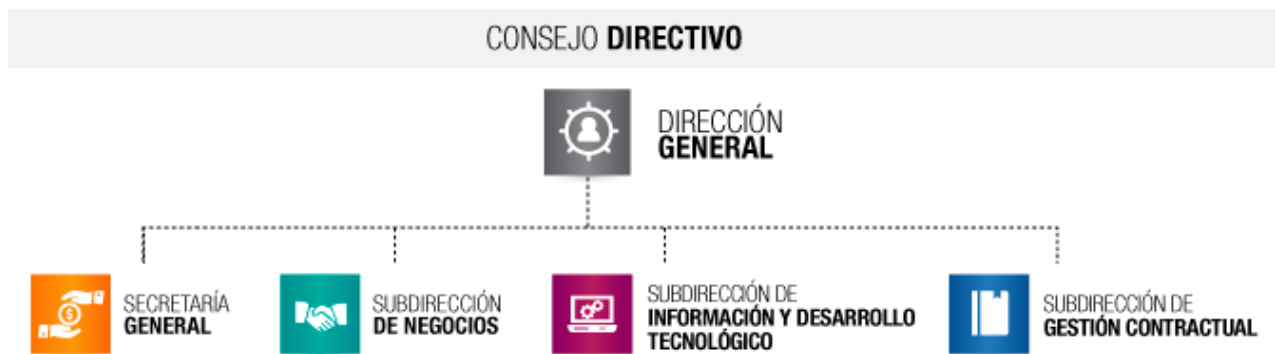 CONSEJO DIRECTIVO
DIRECCIÓN
GENERAL
SECRETARÍA
GENERAL
SUBDIRECCIÓN
DE NEGOCIOS
SUBDIRECCIÓN DE
INFORMACIÓN Y DESARROLLO
TECNOLÓGICO
SUBDIRECCIÓN DE
GESTIÓN CONTRACTUAL